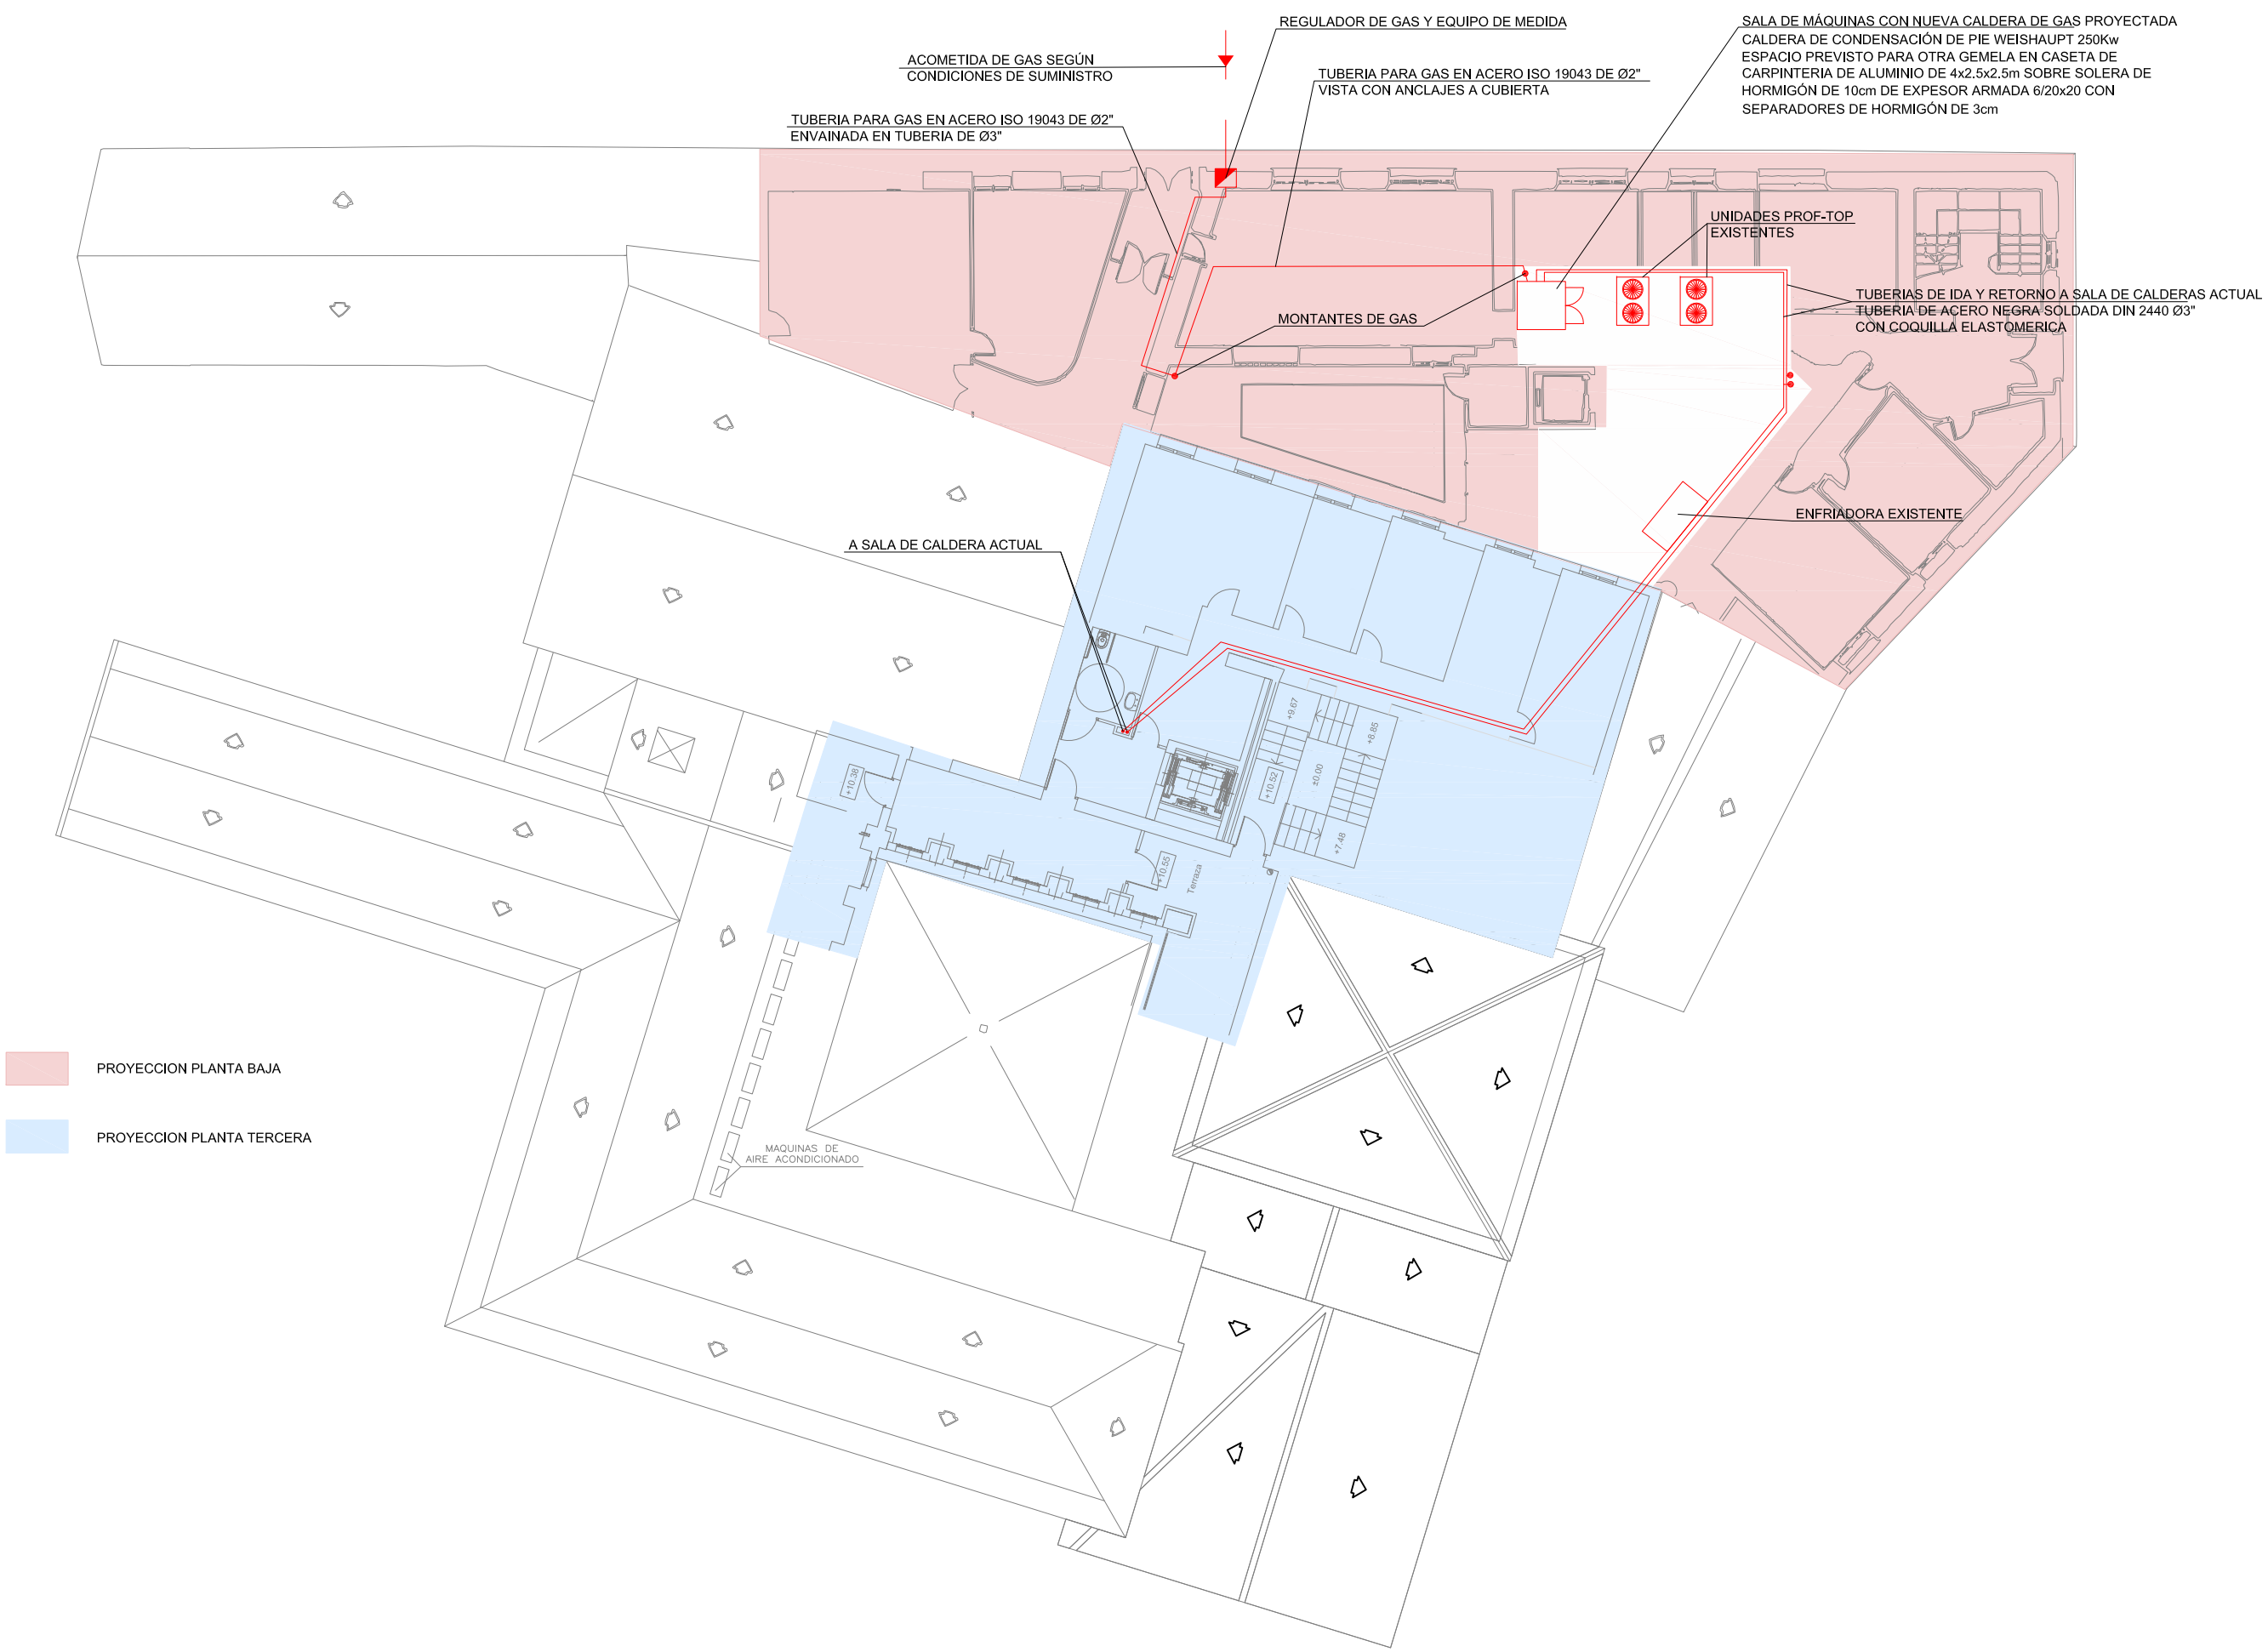 REGULADOR DE GAS Y EQUIPO DE MEDIDA
SALA DE MÁQUINAS CON NUEVA CALDERA DE GAS PROYECTADA
CALDERA DE CONDENSACIÓN DE PIE WEISHAUPT 250Kw
ESPACIO PREVISTO PARA OTRA GEMELA EN CASETA DE
CARPINTERIA DE ALUMINIO DE 4x2.5x2.5m SOBRE SOLERA DE
HORMIGÓN DE 10cm DE EXPESOR ARMADA 6/20x20 CON
SEPARADORES DE HORMIGÓN DE 3cm
ACOMETIDA DE GAS SEGÚN
CONDICIONES DE SUMINISTRO
TUBERIA PARA GAS EN ACERO ISO 19043 DE Ø2"
VISTA CON ANCLAJES A CUBIERTA
TUBERIA PARA GAS EN ACERO ISO 19043 DE Ø2"
ENVAINADA EN TUBERIA DE Ø3"
UNIDADES PROF-TOP
EXISTENTES
TUBERIAS DE IDA Y RETORNO A SALA DE CALDERAS ACTUAL
TUBERIA DE ACERO NEGRA SOLDADA DIN 2440 Ø3"
CON COQUILLA ELASTOMERICA
MONTANTES DE GAS
ENFRIADORA EXISTENTE
A SALA DE CALDERA ACTUAL
+9.67
+8.85
±0.00
+10.52
+7.48
+10.38
+10.55
Terraza
PROYECCION PLANTA BAJA
PROYECCION PLANTA TERCERA
MAQUINAS DE
AIRE ACONDICIONADO